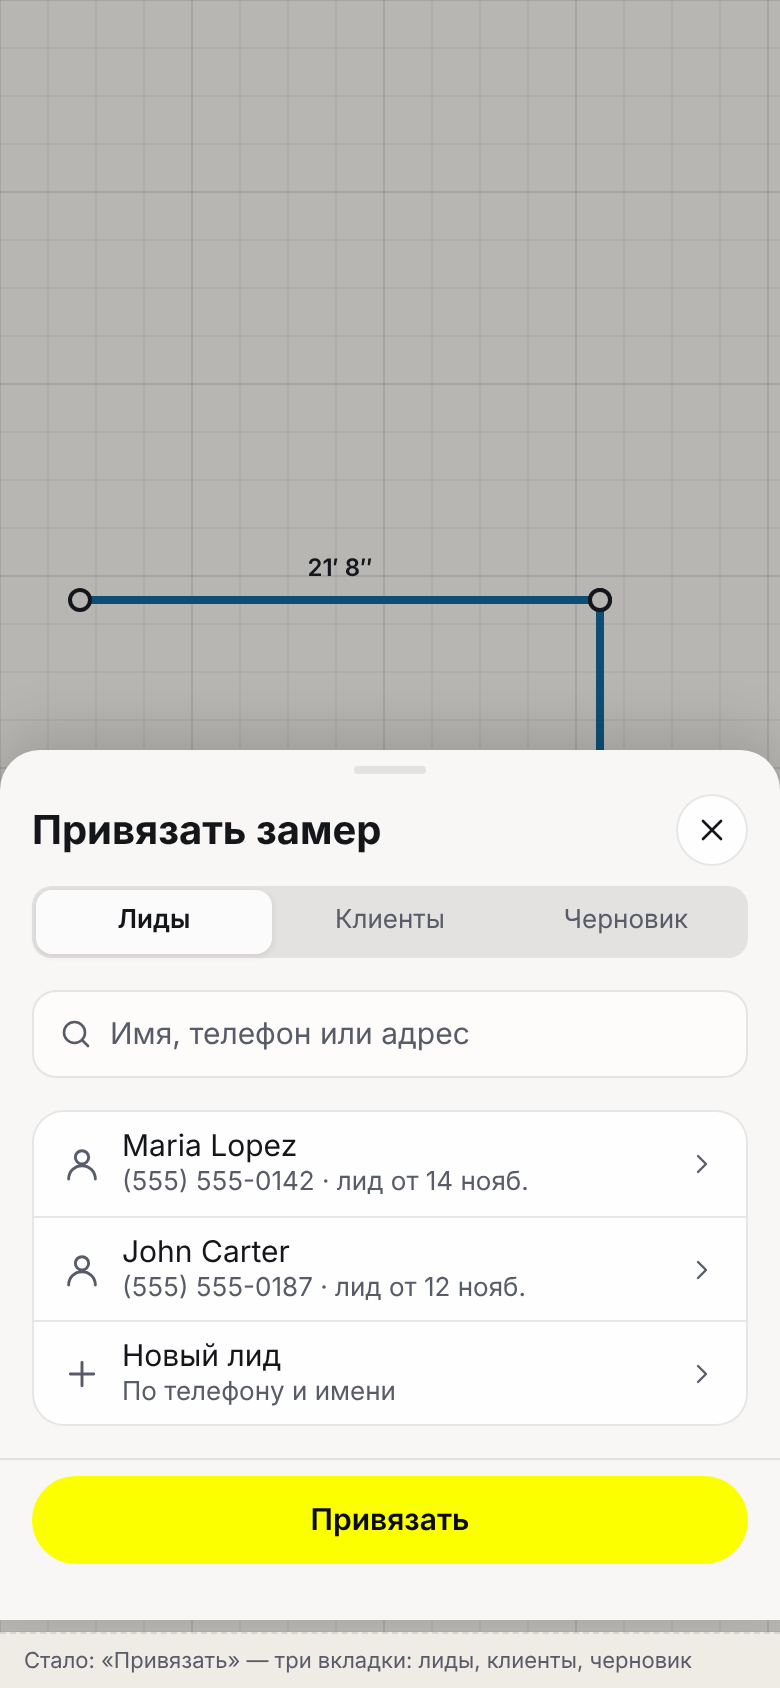 21′ 8″
Привязать замер
Лиды
Клиенты
Черновик
Имя, телефон или адрес
Maria Lopez
(555) 555-0142 · лид от 14 нояб.
John Carter
(555) 555-0187 · лид от 12 нояб.
Новый лид
По телефону и имени
Привязать
Стало: «Привязать» — три вкладки: лиды, клиенты, черновик